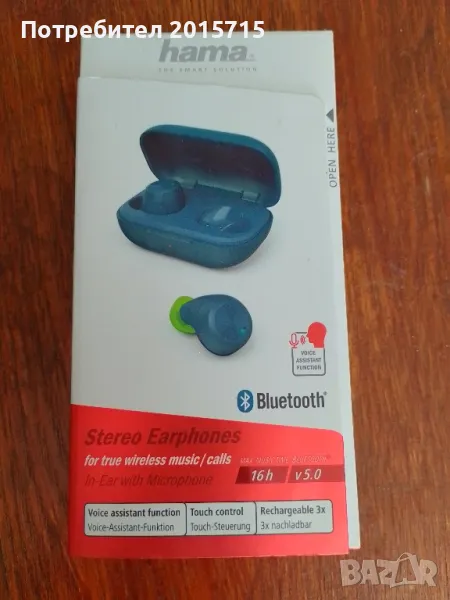 Потребител 2015715
hama®
THE SMART SOLUTION
OPEN HERE
VOICE
ASSISTANT
FUNCTION
Bluetooth®
Stereo Earphones
for true wireless music/calls
In-Ear with Microphone
16h
v5.0
Voice assistant function
Voice-Assistant-Funktion
Touch control
Touch-Steuerung
Rechargeable 3x
3x nachladbar
BAZAR